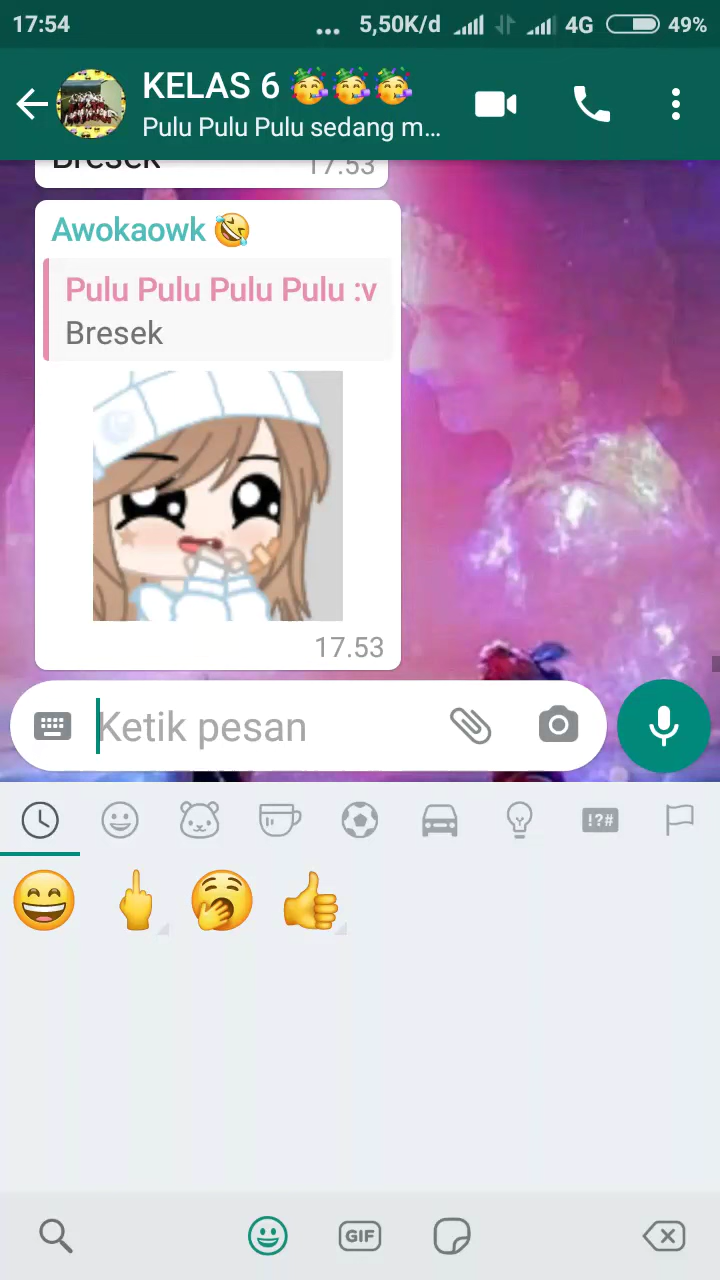 17:54 ... 5,50K/d 4G 49%
KELAS 6 🥳🥳🥳
Pulu Pulu Pulu sedang m...
Bresek 17.53
Awokaowk 🤣
Pulu Pulu Pulu Pulu :v
Bresek
17.53
Ketik pesan
!?#
GIF